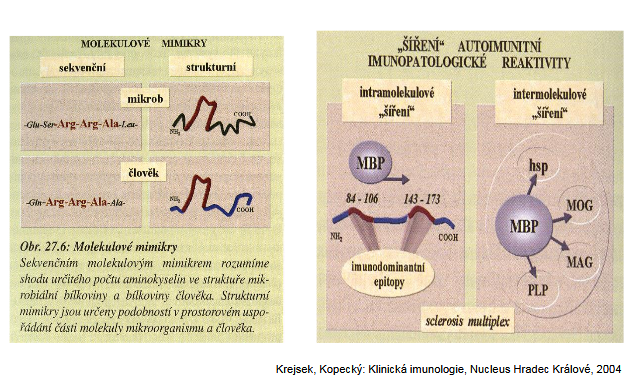 MOLEKULOVÉ MIMIKRY
sekvenční
strukturní
mikrob
-Glu-Ser-Arg-Arg-Ala-Leu-
NH₂
COOH
člověk
-Gln-Arg-Arg-Ala-Ala-
NH₂
COOH
Obr. 27.6: Molekulové mimikry
Sekvenčním molekulovým mimikrem rozumíme
shodu určitého počtu aminokyselin ve struktuře mik-
robiální bílkoviny a bílkoviny člověka. Strukturní
mimikry jsou určeny podobností v prostorovém uspo-
řádání části molekuly mikroorganismu a člověka.
„ŠÍŘENÍ“ AUTOIMUNITNÍ
IMUNOPATOLOGICKÉ REAKTIVITY
intramolekulové
„šíření“
MBP
84 - 106
143 - 173
NH₂
COOH
imunodominantní
epitopy
intermolekulové
„šíření“
hsp
MOG
MBP
MAG
PLP
sclerosis multiplex
Krejsek, Kopecký: Klinická imunologie, Nucleus Hradec Králové, 2004